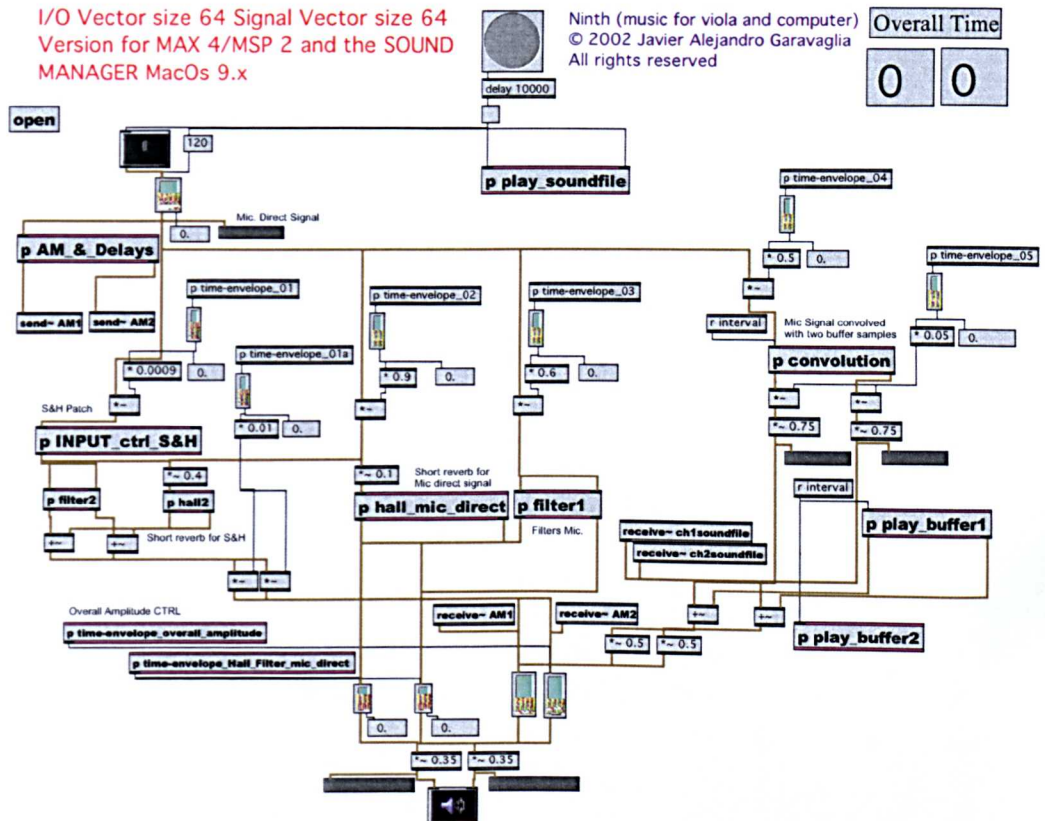 I/O Vector size 64 Signal Vector size 64
Version for MAX 4/MSP 2 and the SOUND
MANAGER MacOs 9.x
Ninth (music for viola and computer)
© 2002 Javier Alejandro Garavaglia
All rights reserved
Overall Time
0 0
delay 10000
open
120
p play_soundfile
p time-envelope_04
Mic. Direct Signal
0.
p AM_&_Delays
* 0.5 0.
p time-envelope_05
*~
p time-envelope_01
p time-envelope_02
p time-envelope_03
send~ AM1
send~ AM2
r interval
Mic Signal convolved
with two buffer samples
* 0.05 0.
p time-envelope_01a
p convolution
* 0.0009 0.
* 0.9 0.
* 0.6 0.
*~
*~
*~
*~
*~
S&H Patch
* 0.01 0.
*~ 0.75
*~ 0.75
p INPUT_ctrl_S&H
*~ 0.4
*~ 0.1
Short reverb for
Mic direct signal
r interval
p filter2
p hall2
p hall_mic_direct
p filter1
p play_buffer1
+~
+~
Short reverb for S&H
Filters Mic.
receive~ ch1soundfile
receive~ ch2soundfile
*~
*~
Overall Amplitude CTRL
receive~ AM1
receive~ AM2
+~
+~
p time-envelope_overall_amplitude
*~ 0.5
*~ 0.5
p play_buffer2
p time-envelope_Hall_Filter_mic_direct
0.
0.
*~ 0.35
*~ 0.35